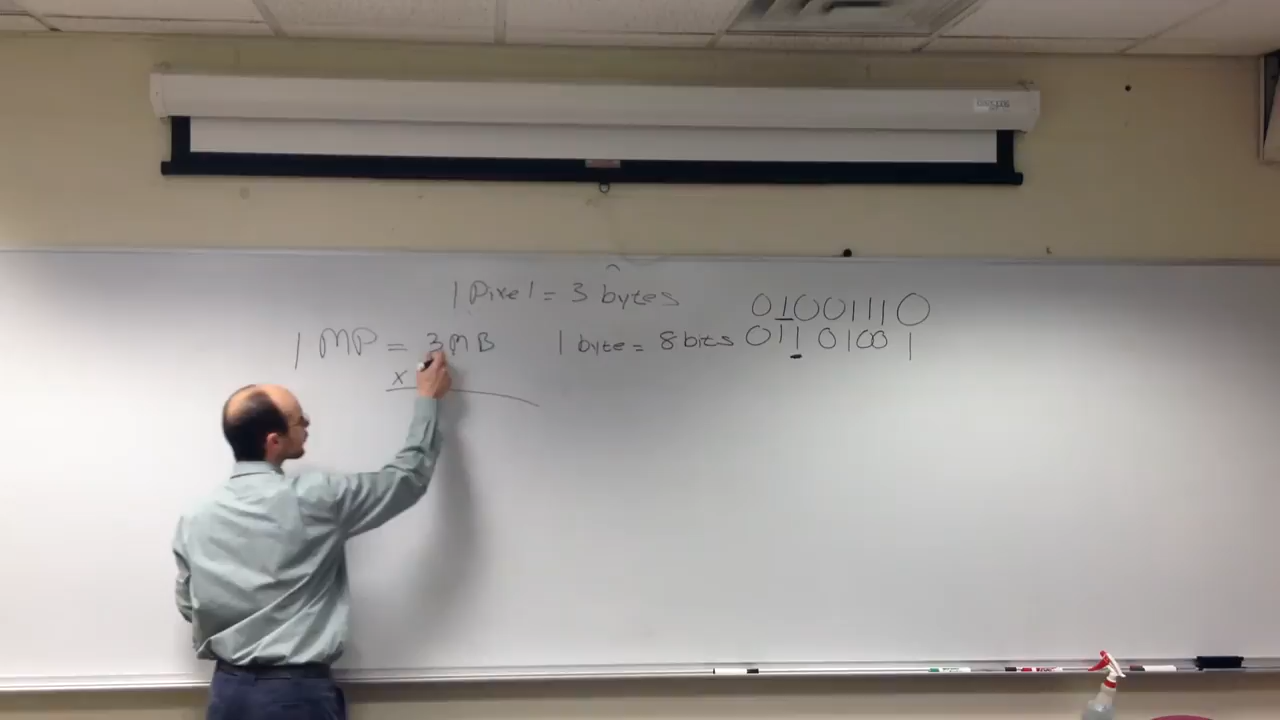 1 Pixel = 3 bytes
01001110
1 MP = 3MB
1 byte = 8 bits
01101001
x